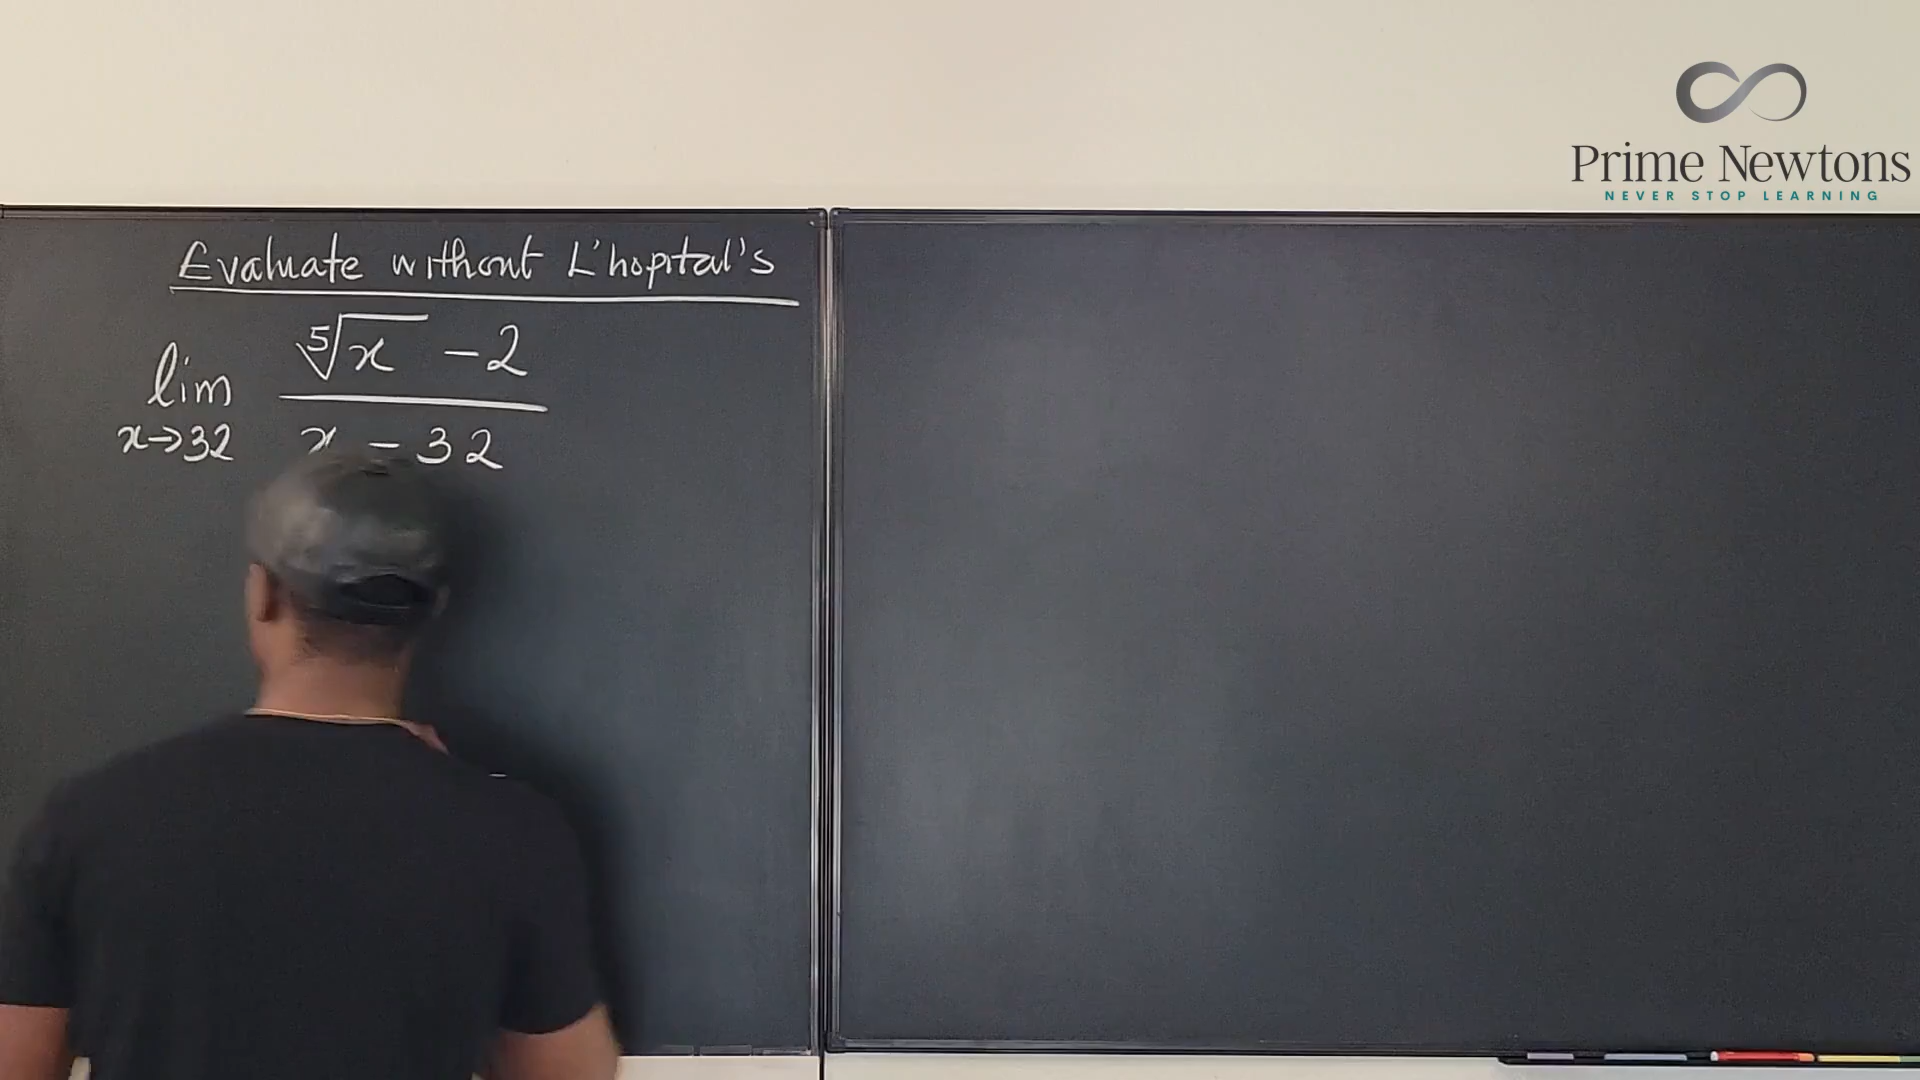 Prime Newtons
NEVER STOP LEARNING
Evaluate without L'hopital's
lim x→32 (⁵√x - 2) / (x - 32)